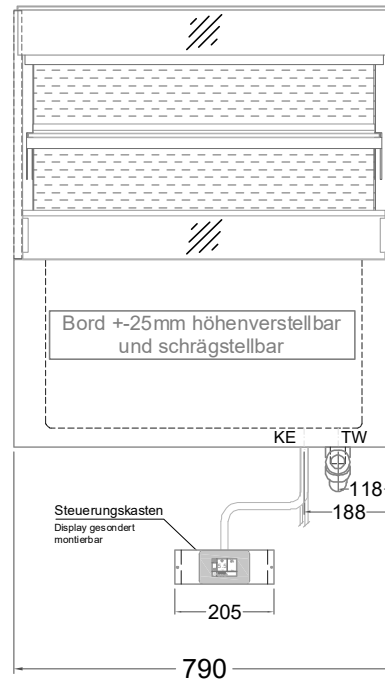 Bord +-25mm höhenverstellbar
und schrägstellbar
KE TW
118
188
Steuerungskasten
Display gesondert
montierbar
205
790